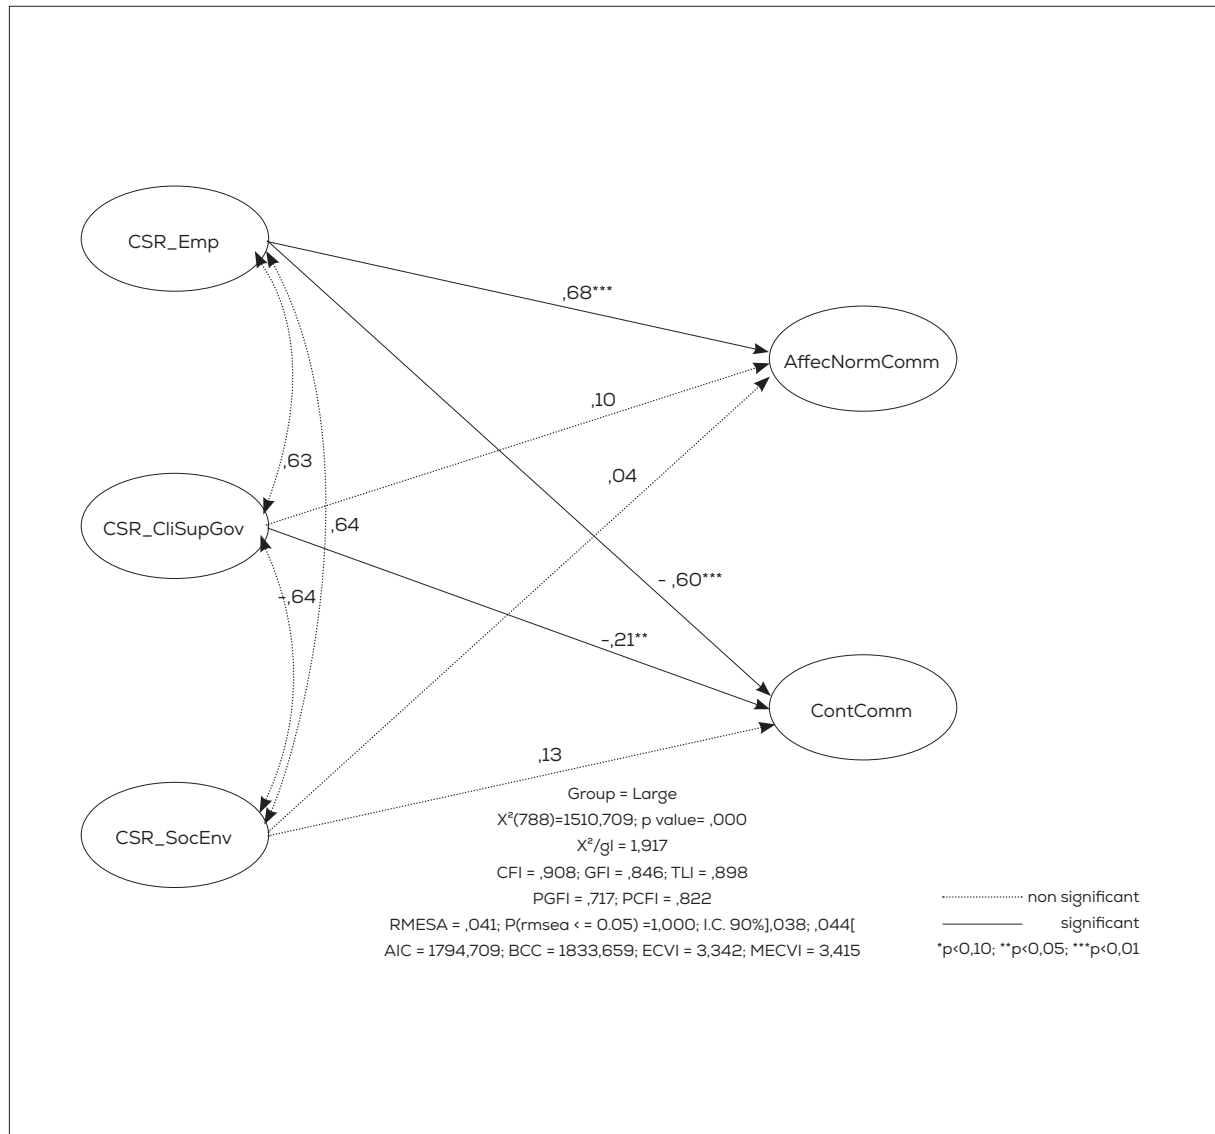 CSR_Emp
,68***
AffecNormComm
,10
,63
,04
CSR_CliSupGov
,64
- ,60***
-,64
-,21**
ContComm
,13
CSR_SocEnv
Group = Large
X²(788)=1510,709; p value= ,000
X²/gl = 1,917
CFI = ,908; GFI = ,846; TLI = ,898
PGFI = ,717; PCFI = ,822
RMESA = ,041; P(rmsea < = 0.05) =1,000; I.C. 90%],038; ,044[
AIC = 1794,709; BCC = 1833,659; ECVI = 3,342; MECVI = 3,415
non significant
significant
*p<0,10; **p<0,05; ***p<0,01